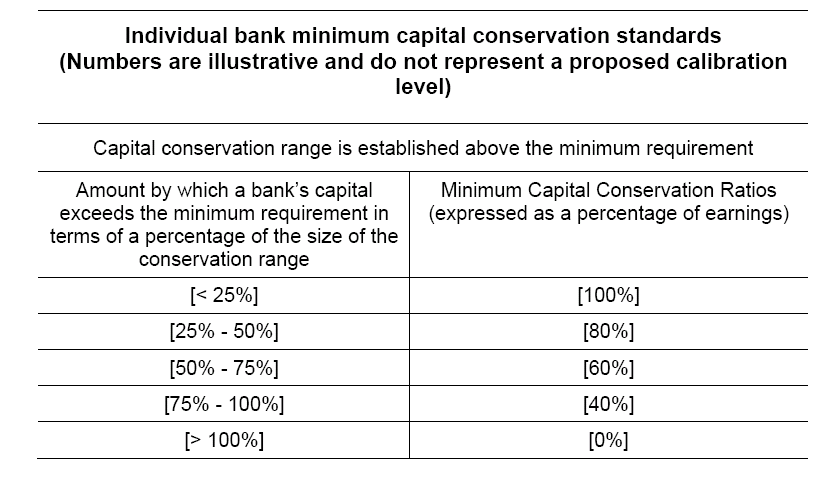 Individual bank minimum capital conservation standards
(Numbers are illustrative and do not represent a proposed calibration
level)
Capital conservation range is established above the minimum requirement
Amount by which a bank's capital
exceeds the minimum requirement in
terms of a percentage of the size of the
conservation range
Minimum Capital Conservation Ratios
(expressed as a percentage of earnings)
[< 25%]
[100%]
[25% - 50%]
[80%]
[50% - 75%]
[60%]
[75% - 100%]
[40%]
[> 100%]
[0%]